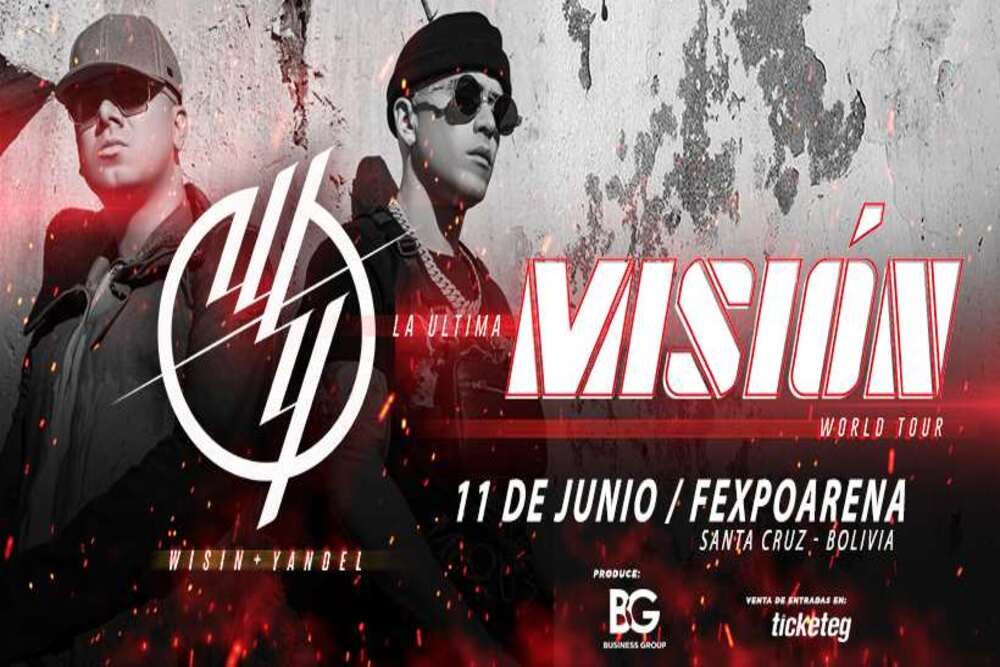 WISIN + YANDEL
LA ULTIMA
MISIÓN
WORLD TOUR
11 DE JUNIO / FEXPOARENA
SANTA CRUZ - BOLIVIA
PRODUCE:
BG
BUSINESS GROUP
VENTA DE ENTRADAS EN:
ticketeg